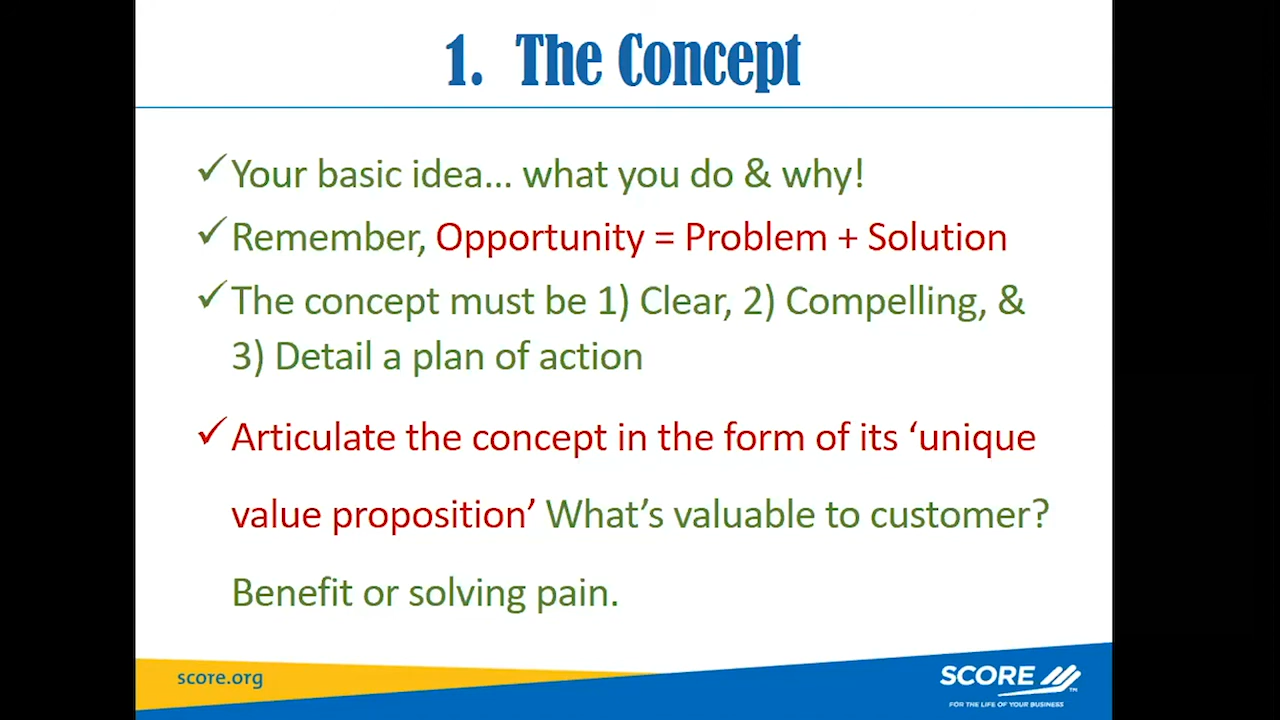 1. The Concept
✓Your basic idea... what you do & why!
✓Remember, Opportunity = Problem + Solution
✓The concept must be 1) Clear, 2) Compelling, &
3) Detail a plan of action
✓Articulate the concept in the form of its ‘unique
value proposition’ What’s valuable to customer?
Benefit or solving pain.
score.org
SCORE
TM
FOR THE LIFE OF YOUR BUSINESS